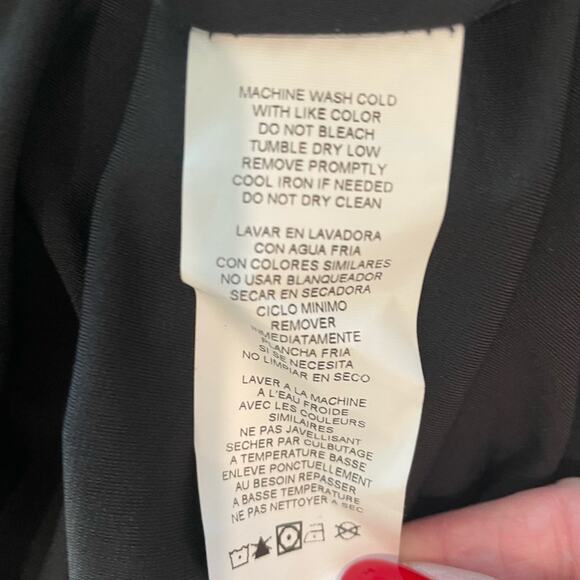 MACHINE WASH COLD
WITH LIKE COLOR
DO NOT BLEACH
TUMBLE DRY LOW
REMOVE PROMPTLY
COOL IRON IF NEEDED
DO NOT DRY CLEAN
LAVAR EN LAVADORA
CON AGUA FRIA
CON COLORES SIMILARES
NO USAR BLANQUEADOR
SECAR EN SECADORA
CICLO MINIMO
REMOVER
INMEDIATAMENTE
PLANCHA FRIA
SI SE NECESITA
NO LIMPIAR EN SECO
LAVER A LA MACHINE
A L'EAU FROIDE
AVEC LES COULEURS
SIMILAIRES
NE PAS JAVELLISANT
SECHER PAR CULBUTAGE
A TEMPERATURE BASSE
ENLEVE PONCTUELLEMENT
AU BESOIN REPASSER
A BASSE TEMPERATURE
NE PAS NETTOYER A SEC